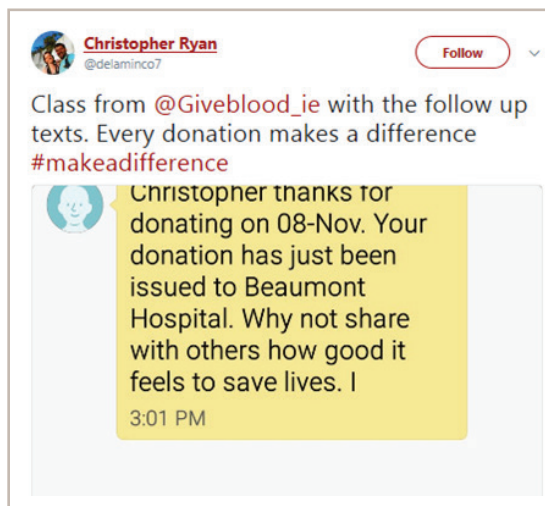 Christopher Ryan
@delaminco7
Follow
Class from @Giveblood_ie with the follow up
texts. Every donation makes a difference
#makeadifference
Christopher thanks for
donating on 08-Nov. Your
donation has just been
issued to Beaumont
Hospital. Why not share
with others how good it
feels to save lives. I
3:01 PM